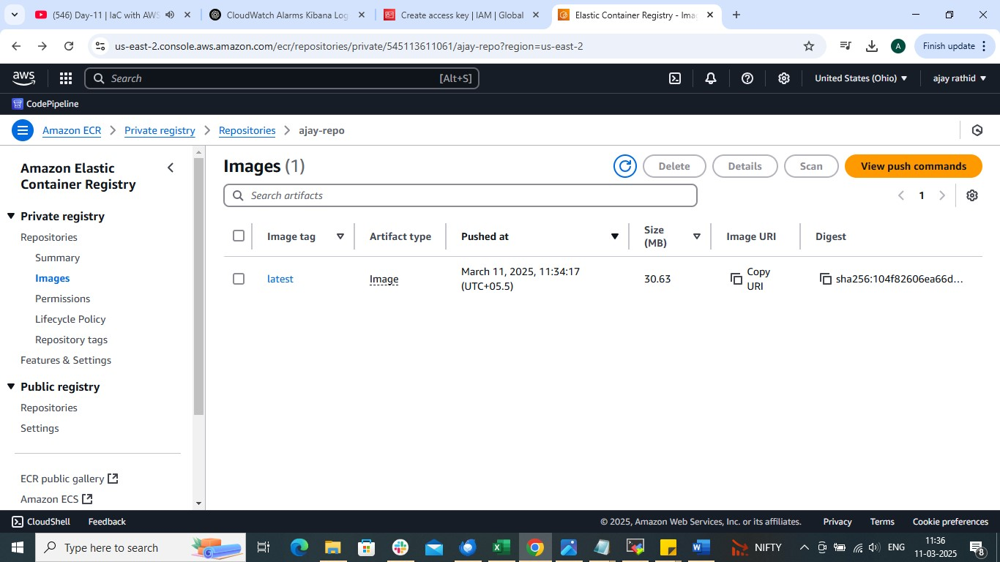 (546) Day-11 | IaC with AWS
CloudWatch Alarms Kibana Log
Create access key | IAM | Global
Elastic Container Registry - Ima
us-east-2.console.aws.amazon.com/ecr/repositories/private/545113611061/ajay-repo?region=us-east-2
A
Finish update
aws
Search
[Alt+S]
United States (Ohio)
ajay rathid
CodePipeline
Amazon ECR
Private registry
Repositories
ajay-repo
Amazon Elastic
Container Registry
Private registry
Repositories
Summary
Images
Permissions
Lifecycle Policy
Repository tags
Features & Settings
Public registry
Repositories
Settings
ECR public gallery
Amazon ECS
Images (1)
Delete
Details
Scan
View push commands
Search artifacts
1
Image tag
Artifact type
Pushed at
Size
(MB)
Image URI
Digest
latest
Image
March 11, 2025, 11:34:17
(UTC+05.5)
30.63
Copy
URI
sha256:104f82606ea66d...
CloudShell
Feedback
© 2025, Amazon Web Services, Inc. or its affiliates.
Privacy
Terms
Cookie preferences
Type here to search
NIFTY
ENG
11:36
11-03-2025
8